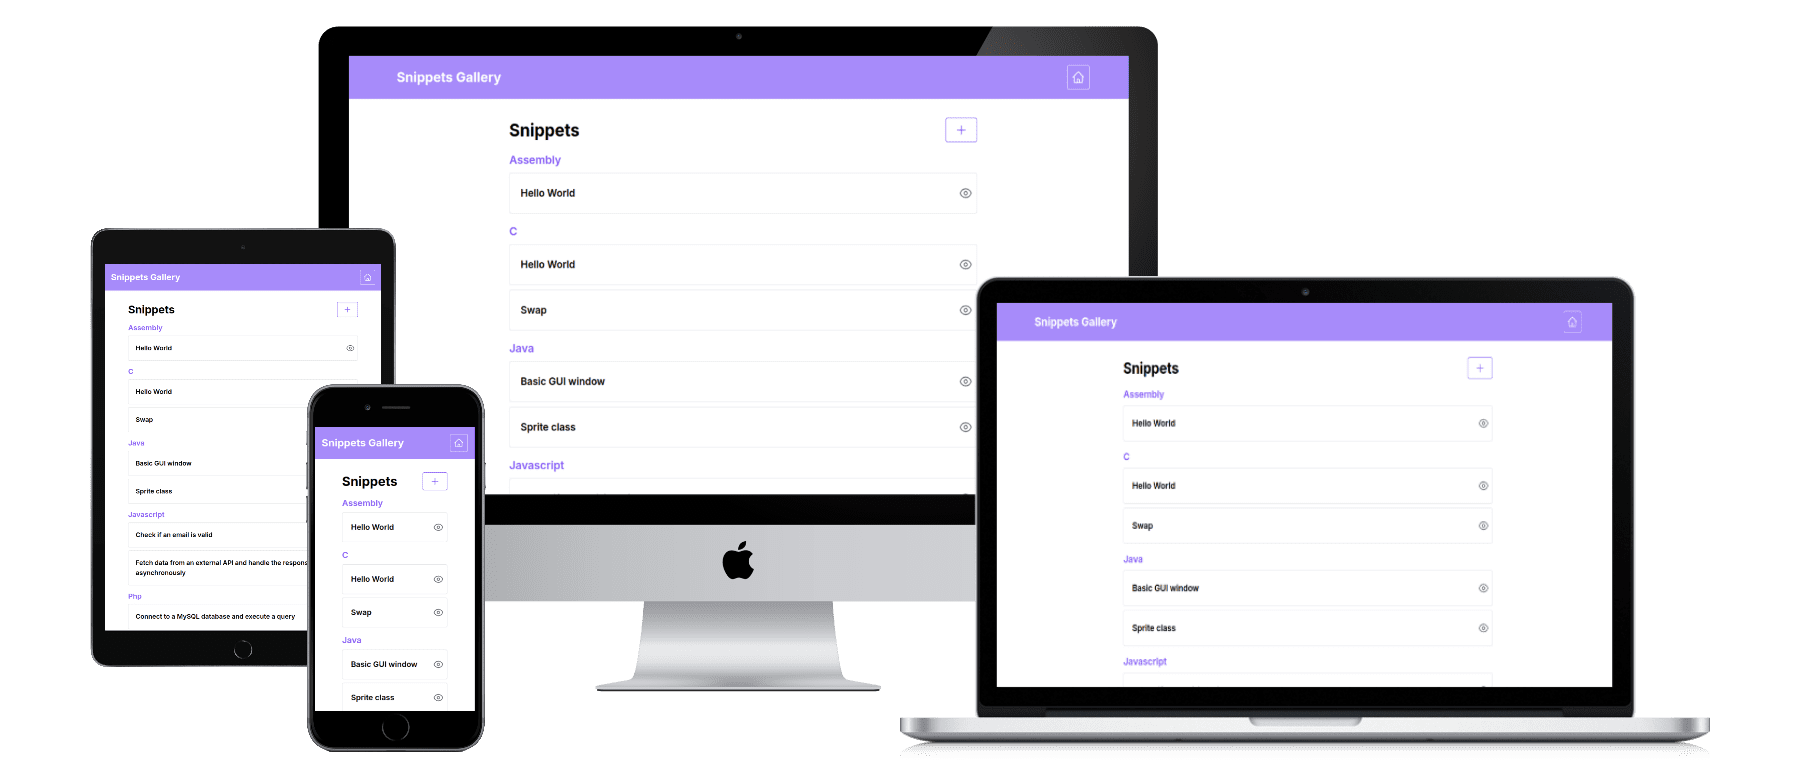 Snippets Gallery
Snippets
+
Assembly
Hello World
C
Hello World
Swap
Java
Basic GUI window
Sprite class
Javascript
Snippets Gallery
Snippets
+
Assembly
Hello World
C
Hello World
Swap
Java
Basic GUI window
Sprite class
Javascript
Check if an email is valid
Fetch data from an external API and handle the respons
asynchronously
Php
Connect to a MySQL database and execute a query
Snippets Gallery
Snippets
+
Assembly
Hello World
C
Hello World
Swap
Java
Basic GUI window
Sprite class
Snippets Gallery
Snippets
+
Assembly
Hello World
C
Hello World
Swap
Java
Basic GUI window
Sprite class
Javascript